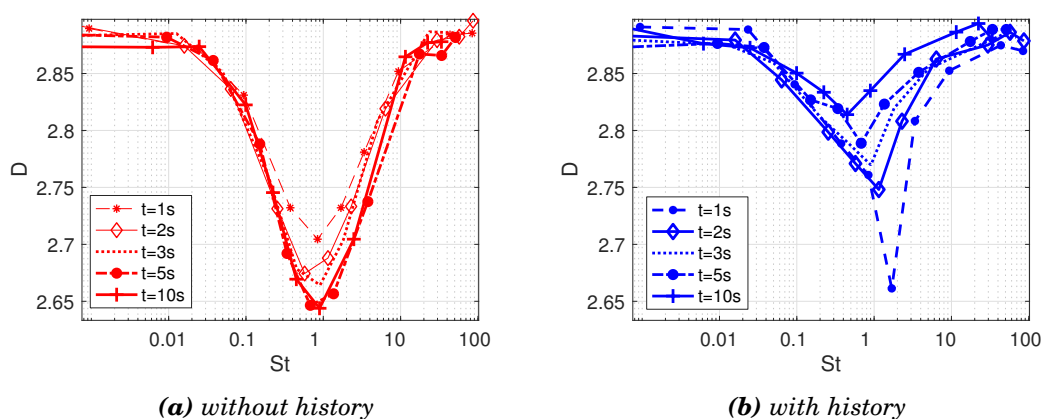 2.85
2.8
2.75
2.7
2.65
D
t=1s
t=2s
t=3s
t=5s
t=10s
0.01 0.1 1 10 100
St
(a) without history
2.85
2.8
2.75
2.7
2.65
D
t=1s
t=2s
t=3s
t=5s
t=10s
0.01 0.1 1 10 100
St
(b) with history